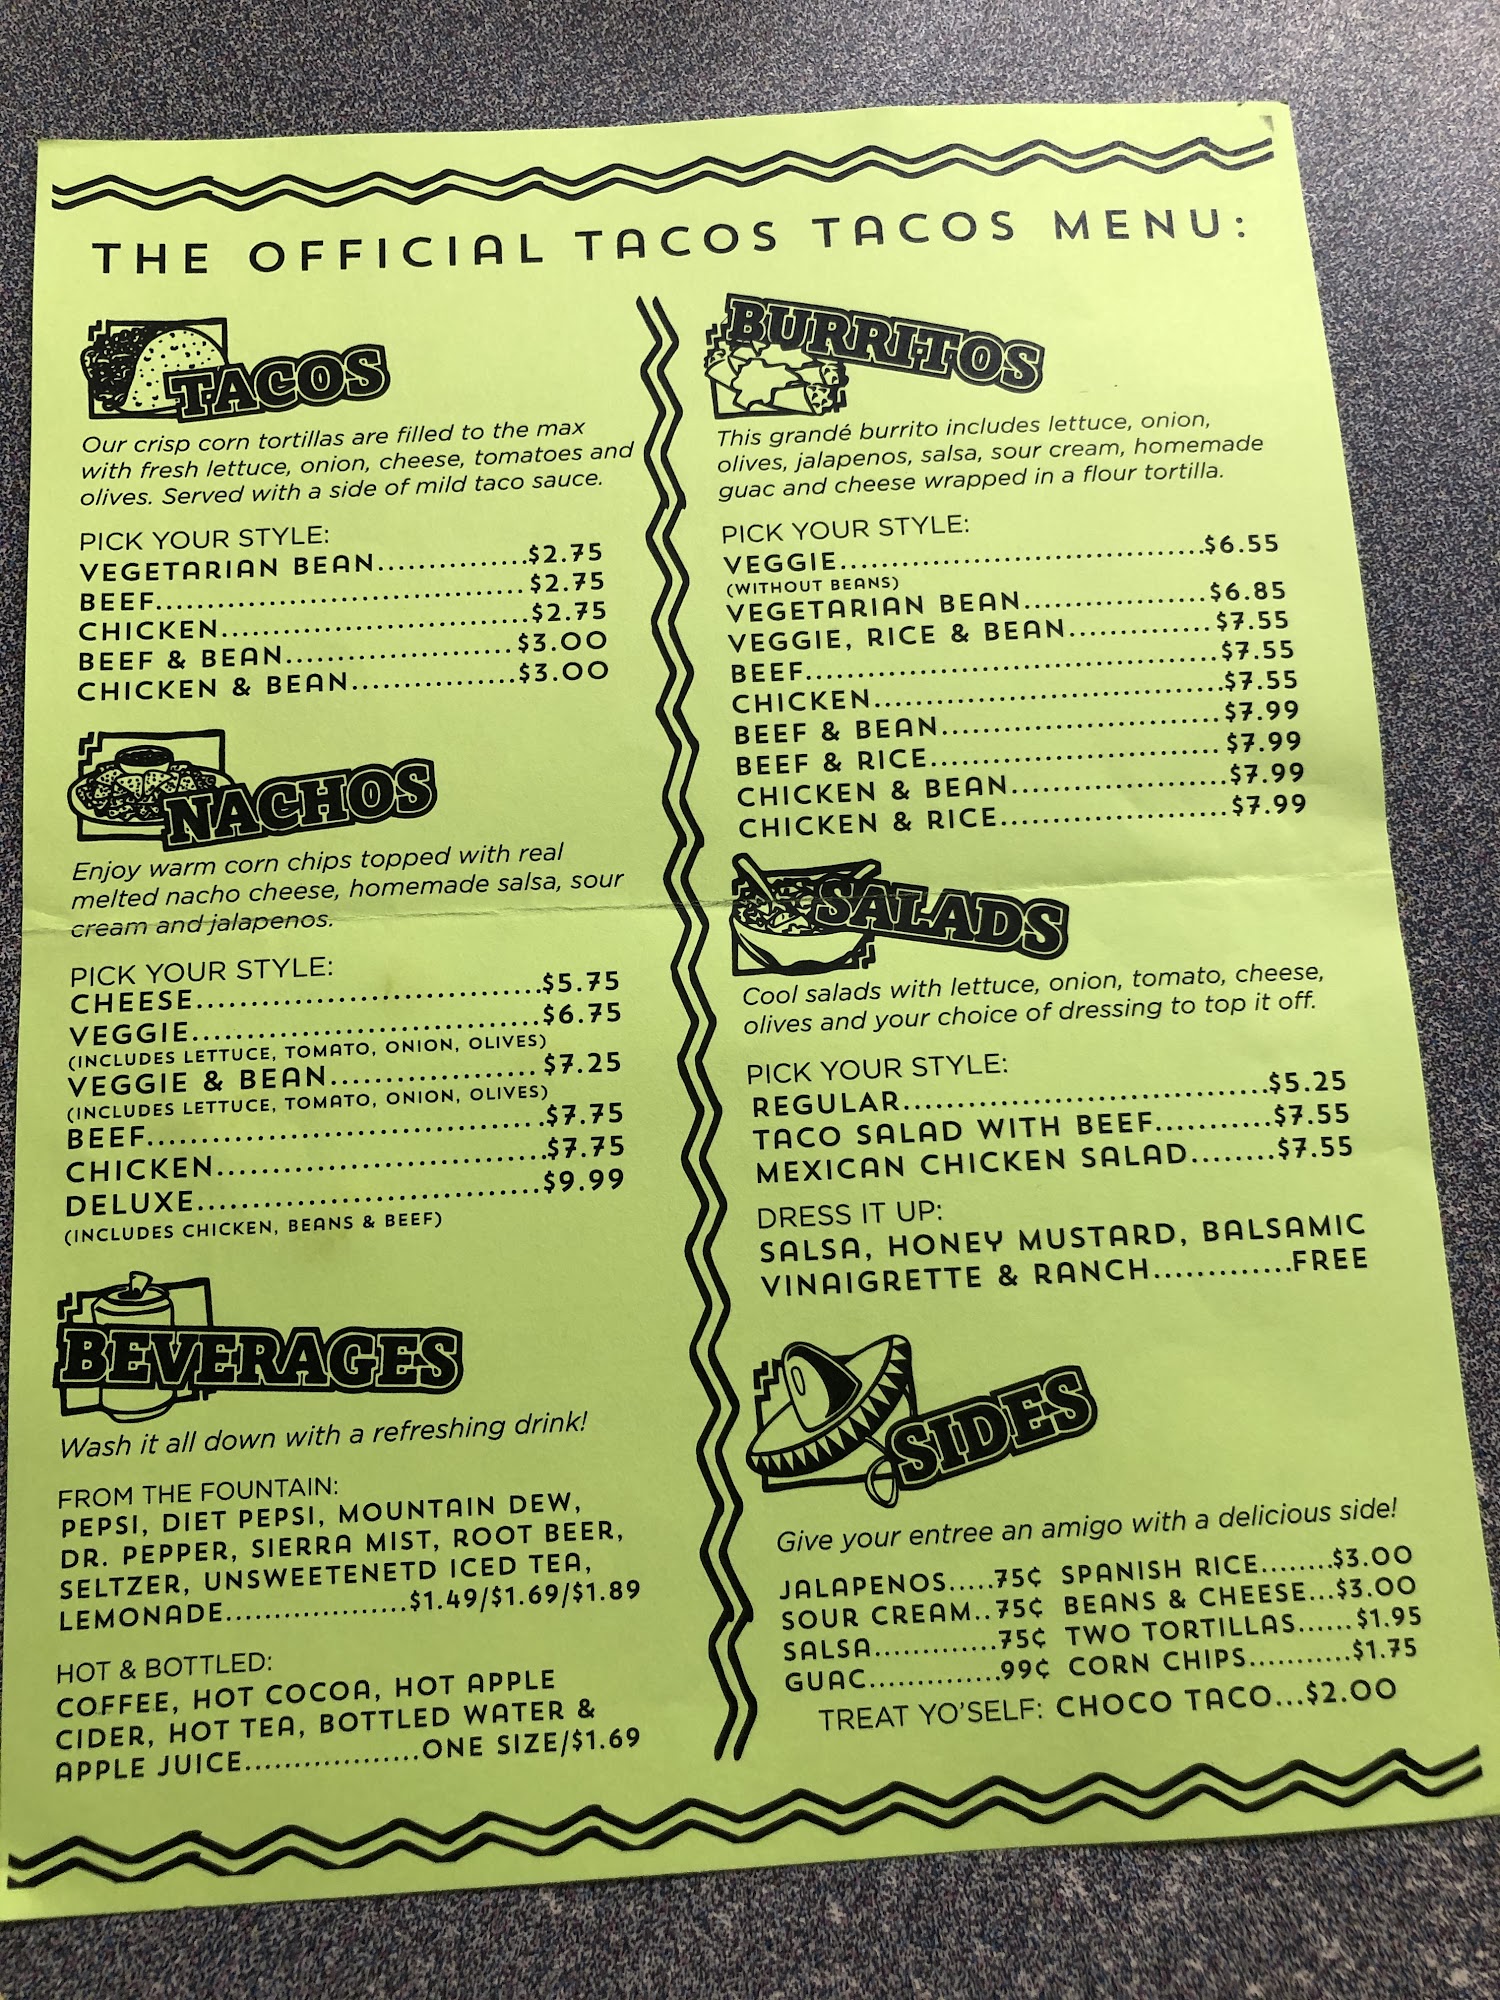 THE OFFICIAL TACOS TACOS MENU:
TACOS
Our crisp corn tortillas are filled to the max
with fresh lettuce, onion, cheese, tomatoes and
olives. Served with a side of mild taco sauce.
PICK YOUR STYLE:
VEGETARIAN BEAN...............$2.75
BEEF.....................................$2.75
CHICKEN...............................$2.75
BEEF & BEAN.......................$3.00
CHICKEN & BEAN................$3.00
NACHOS
Enjoy warm corn chips topped with real
melted nacho cheese, homemade salsa, sour
cream and jalapenos.
PICK YOUR STYLE:
CHEESE...................................$5.75
VEGGIE...................................$6.75
(INCLUDES LETTUCE, TOMATO, ONION, OLIVES)
VEGGIE & BEAN....................$7.25
(INCLUDES LETTUCE, TOMATO, ONION, OLIVES)
BEEF........................................$7.75
CHICKEN.................................$7.75
DELUXE...................................$9.99
(INCLUDES CHICKEN, BEANS & BEEF)
BEVERAGES
Wash it all down with a refreshing drink!
FROM THE FOUNTAIN:
PEPSI, DIET PEPSI, MOUNTAIN DEW,
DR. PEPPER, SIERRA MIST, ROOT BEER,
SELTZER, UNSWEETENETD ICED TEA,
LEMONADE...................$1.49/$1.69/$1.89
HOT & BOTTLED:
COFFEE, HOT COCOA, HOT APPLE
CIDER, HOT TEA, BOTTLED WATER &
APPLE JUICE..................ONE SIZE/$1.69
BURRITOS
This grandé burrito includes lettuce, onion,
olives, jalapenos, salsa, sour cream, homemade
guac and cheese wrapped in a flour tortilla.
PICK YOUR STYLE:
VEGGIE.....................................$6.55
(WITHOUT BEANS)
VEGETARIAN BEAN..................$6.85
VEGGIE, RICE & BEAN..............$7.55
BEEF.........................................$7.55
CHICKEN...................................$7.55
BEEF & BEAN............................$7.99
BEEF & RICE.............................$7.99
CHICKEN & BEAN......................$7.99
CHICKEN & RICE.......................$7.99
SALADS
Cool salads with lettuce, onion, tomato, cheese,
olives and your choice of dressing to top it off.
PICK YOUR STYLE:
REGULAR....................................$5.25
TACO SALAD WITH BEEF............$7.55
MEXICAN CHICKEN SALAD........$7.55
DRESS IT UP:
SALSA, HONEY MUSTARD, BALSAMIC
VINAIGRETTE & RANCH.............FREE
SIDES
Give your entree an amigo with a delicious side!
JALAPENOS.....75¢ SPANISH RICE........$3.00
SOUR CREAM..75¢ BEANS & CHEESE...$3.00
SALSA............75¢ TWO TORTILLAS......$1.95
GUAC.............99¢ CORN CHIPS...........$1.75
TREAT YO'SELF: CHOCO TACO...$2.00